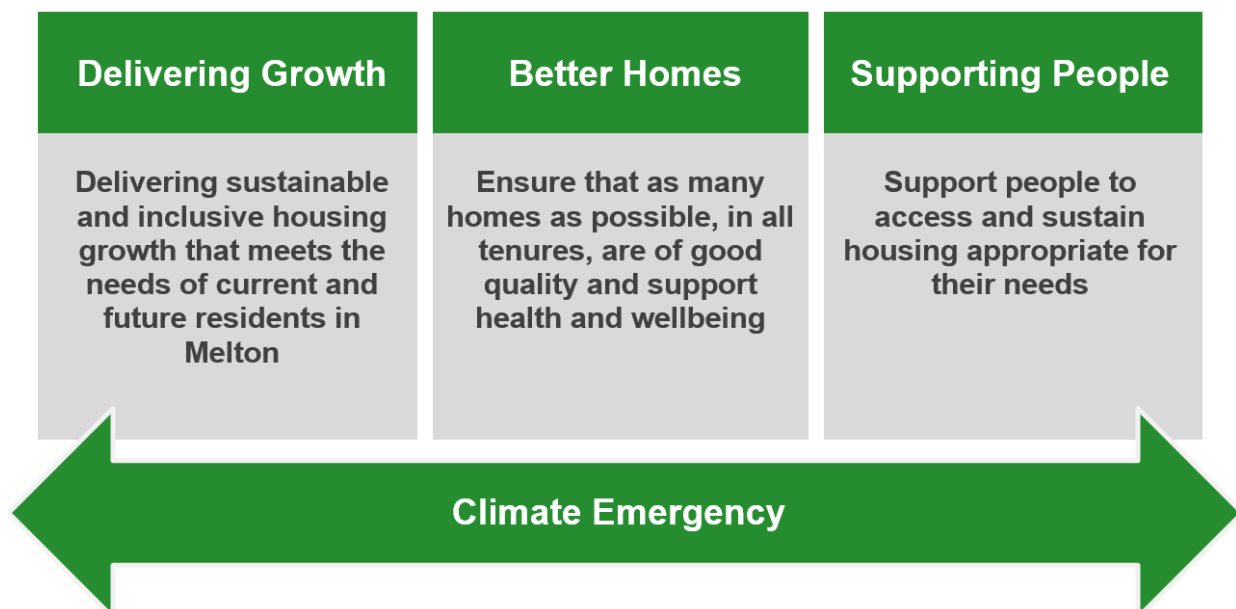 Delivering Growth
Delivering sustainable
and inclusive housing
growth that meets the
needs of current and
future residents in
Melton
Better Homes
Ensure that as many
homes as possible, in all
tenures, are of good
quality and support
health and wellbeing
Supporting People
Support people to
access and sustain
housing appropriate for
their needs
Climate Emergency